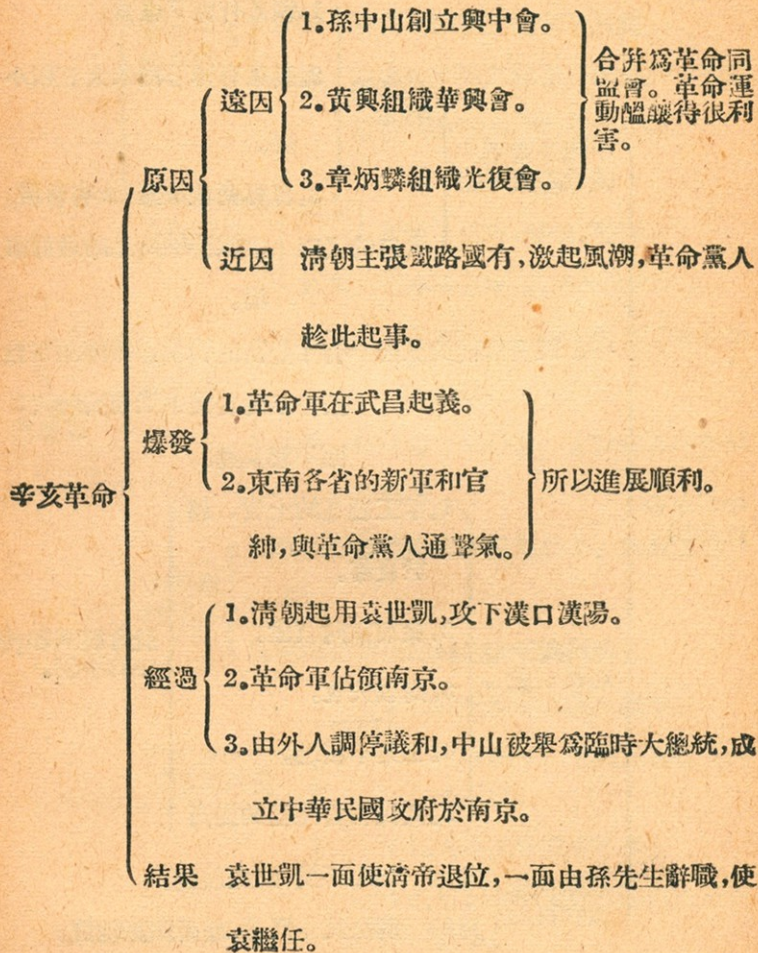 辛亥革命
原因
遠因
1.孫中山創立興中會。
2.黃興組織華興會。
3.章炳麟組織光復會。
合併爲革命同
盟會。革命運
動醞釀得很利
害。
近因 清朝主張鐵路國有,激起風潮,革命黨人
趁此起事。
爆發
1.革命軍在武昌起義。
2.東南各省的新軍和官
紳,與革命黨人通聲氣。
所以進展順利。
經過
1.清朝起用袁世凱,攻下漢口漢陽。
2.革命軍佔領南京。
3.由外人調停議和,中山被舉爲臨時大總統,成
立中華民國政府於南京。
結果 袁世凱一面使清帝退位,一面由孫先生辭職,使
袁繼任。